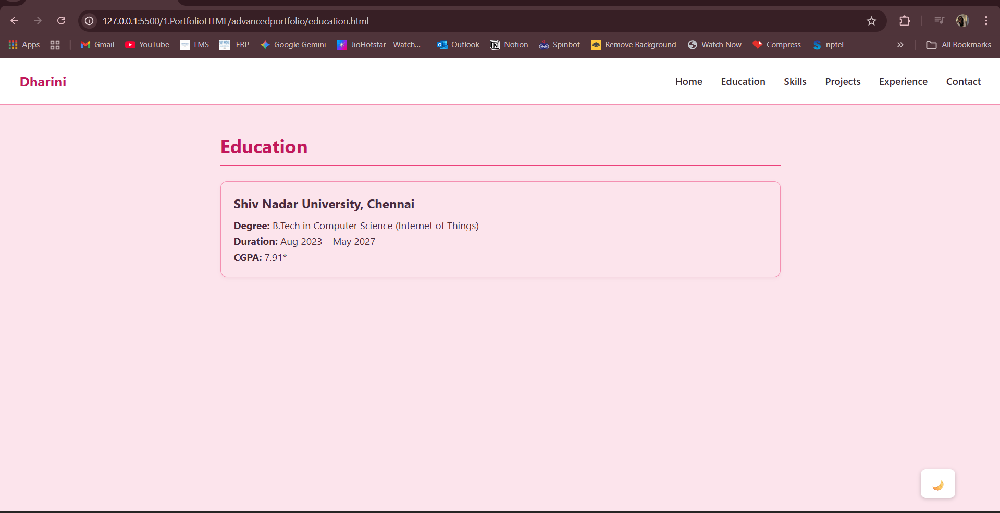 127.0.0.1:5500/1.PortfolioHTML/advancedportfolio/education.html
Apps Gmail YouTube LMS ERP Google Gemini JioHotstar - Watch... Outlook Notion Spinbot Remove Background Watch Now Compress nptel » All Bookmarks
Dharini Home Education Skills Projects Experience Contact
Education
Shiv Nadar University, Chennai
Degree: B.Tech in Computer Science (Internet of Things)
Duration: Aug 2023 – May 2027
CGPA: 7.91*